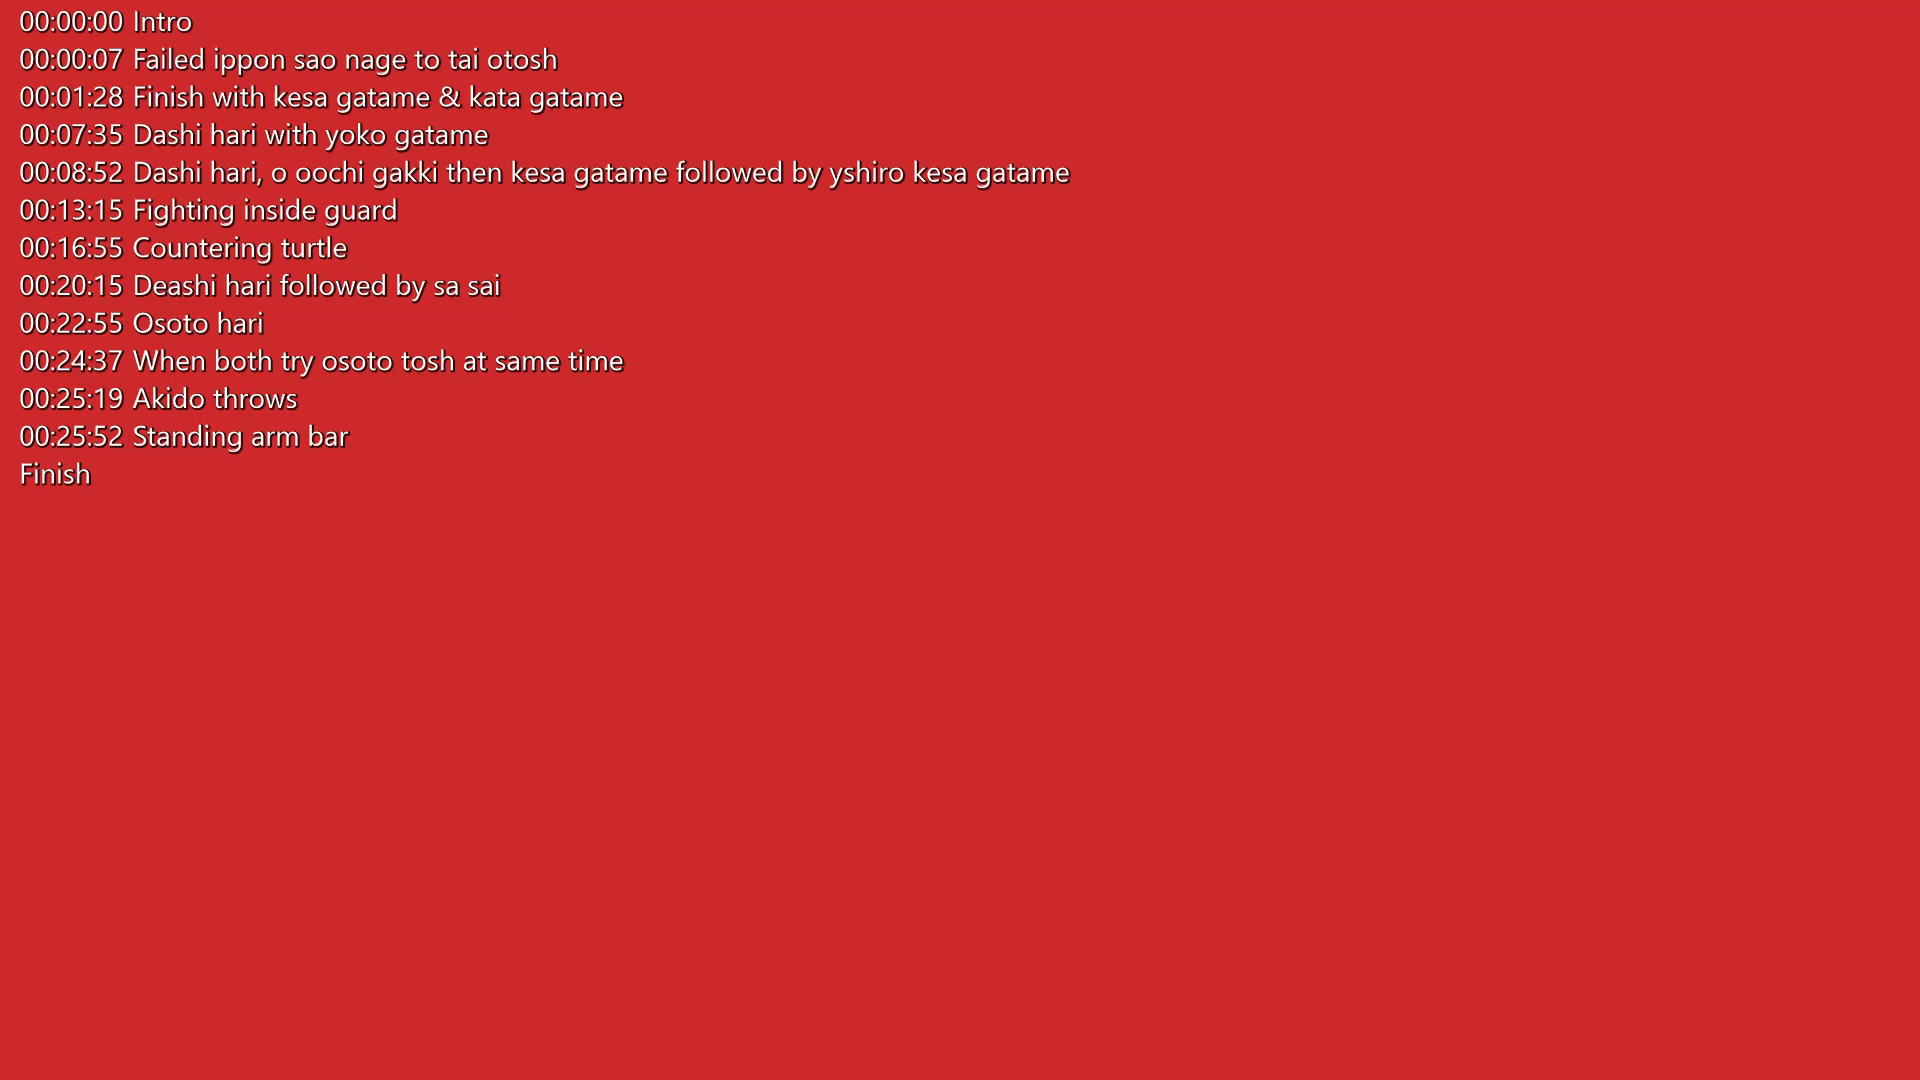 00:00:00 Intro
00:00:07 Failed ippon sao nage to tai otosh
00:01:28 Finish with kesa gatame & kata gatame
00:07:35 Dashi hari with yoko gatame
00:08:52 Dashi hari, o oochi gakki then kesa gatame followed by yshiro kesa gatame
00:13:15 Fighting inside guard
00:16:55 Countering turtle
00:20:15 Deashi hari followed by sa sai
00:22:55 Osoto hari
00:24:37 When both try osoto tosh at same time
00:25:19 Akido throws
00:25:52 Standing arm bar
Finish